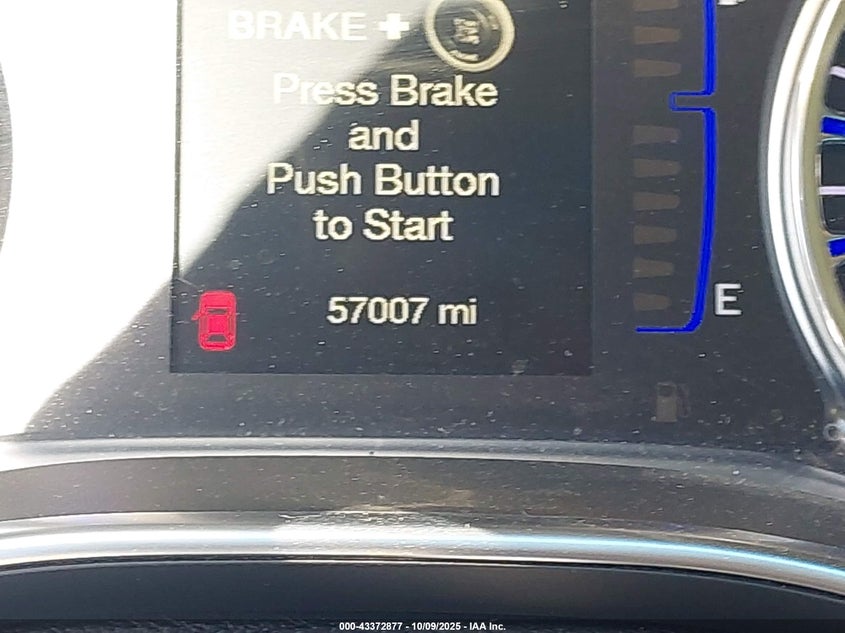 BRAKE +
Press Brake
and
Push Button
to Start
57007 mi
E
000-43372877 - 10/09/2025 - IAA Inc.